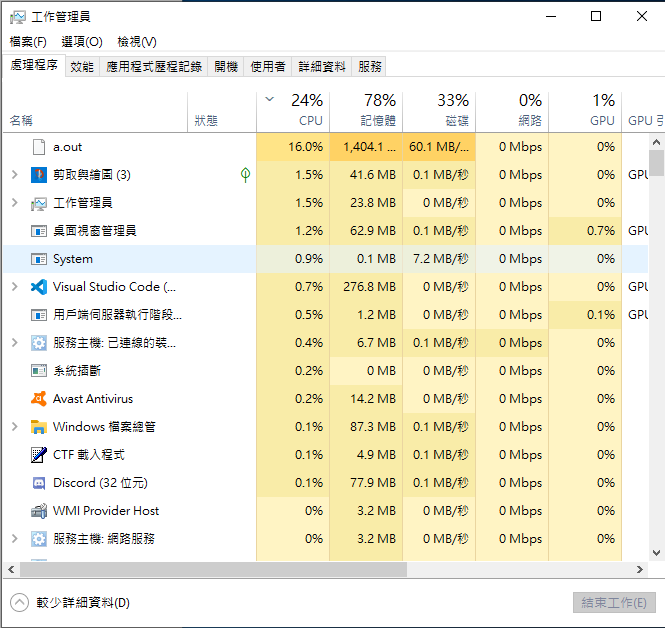 工作管理員
檔案(F) 選項(O) 檢視(V)
處理程序 效能 應用程式歷程記錄 開機 使用者 詳細資料 服務
24% 78% 33% 0% 1%
名稱 狀態 CPU 記憶體 磁碟 網路 GPU GPU 引
a.out 16.0% 1,404.1 ... 60.1 MB/... 0 Mbps 0%
剪取與繪圖 (3) 1.5% 41.6 MB 0.1 MB/秒 0 Mbps 0% GPU
工作管理員 1.5% 23.8 MB 0 MB/秒 0 Mbps 0%
桌面視窗管理員 1.2% 62.9 MB 0.1 MB/秒 0 Mbps 0.7% GPU
System 0.9% 0.1 MB 7.2 MB/秒 0 Mbps 0%
Visual Studio Code (... 0.7% 276.8 MB 0.1 MB/秒 0 Mbps 0% GPU
用戶端伺服器執行階段... 0.5% 1.2 MB 0 MB/秒 0 Mbps 0.1% GPU
服務主機: 已連線的裝... 0.4% 6.7 MB 0.1 MB/秒 0 Mbps 0%
系統插斷 0.2% 0 MB 0 MB/秒 0 Mbps 0%
Avast Antivirus 0.2% 14.2 MB 0 MB/秒 0 Mbps 0%
Windows 檔案總管 0.1% 87.3 MB 0.1 MB/秒 0 Mbps 0%
CTF 載入程式 0.1% 4.9 MB 0.1 MB/秒 0 Mbps 0%
Discord (32 位元) 0.1% 77.9 MB 0.1 MB/秒 0 Mbps 0%
WMI Provider Host 0% 3.2 MB 0 MB/秒 0 Mbps 0%
服務主機: 網路服務 0% 3.2 MB 0 MB/秒 0 Mbps 0%
較少詳細資料(D) 結束工作(E)